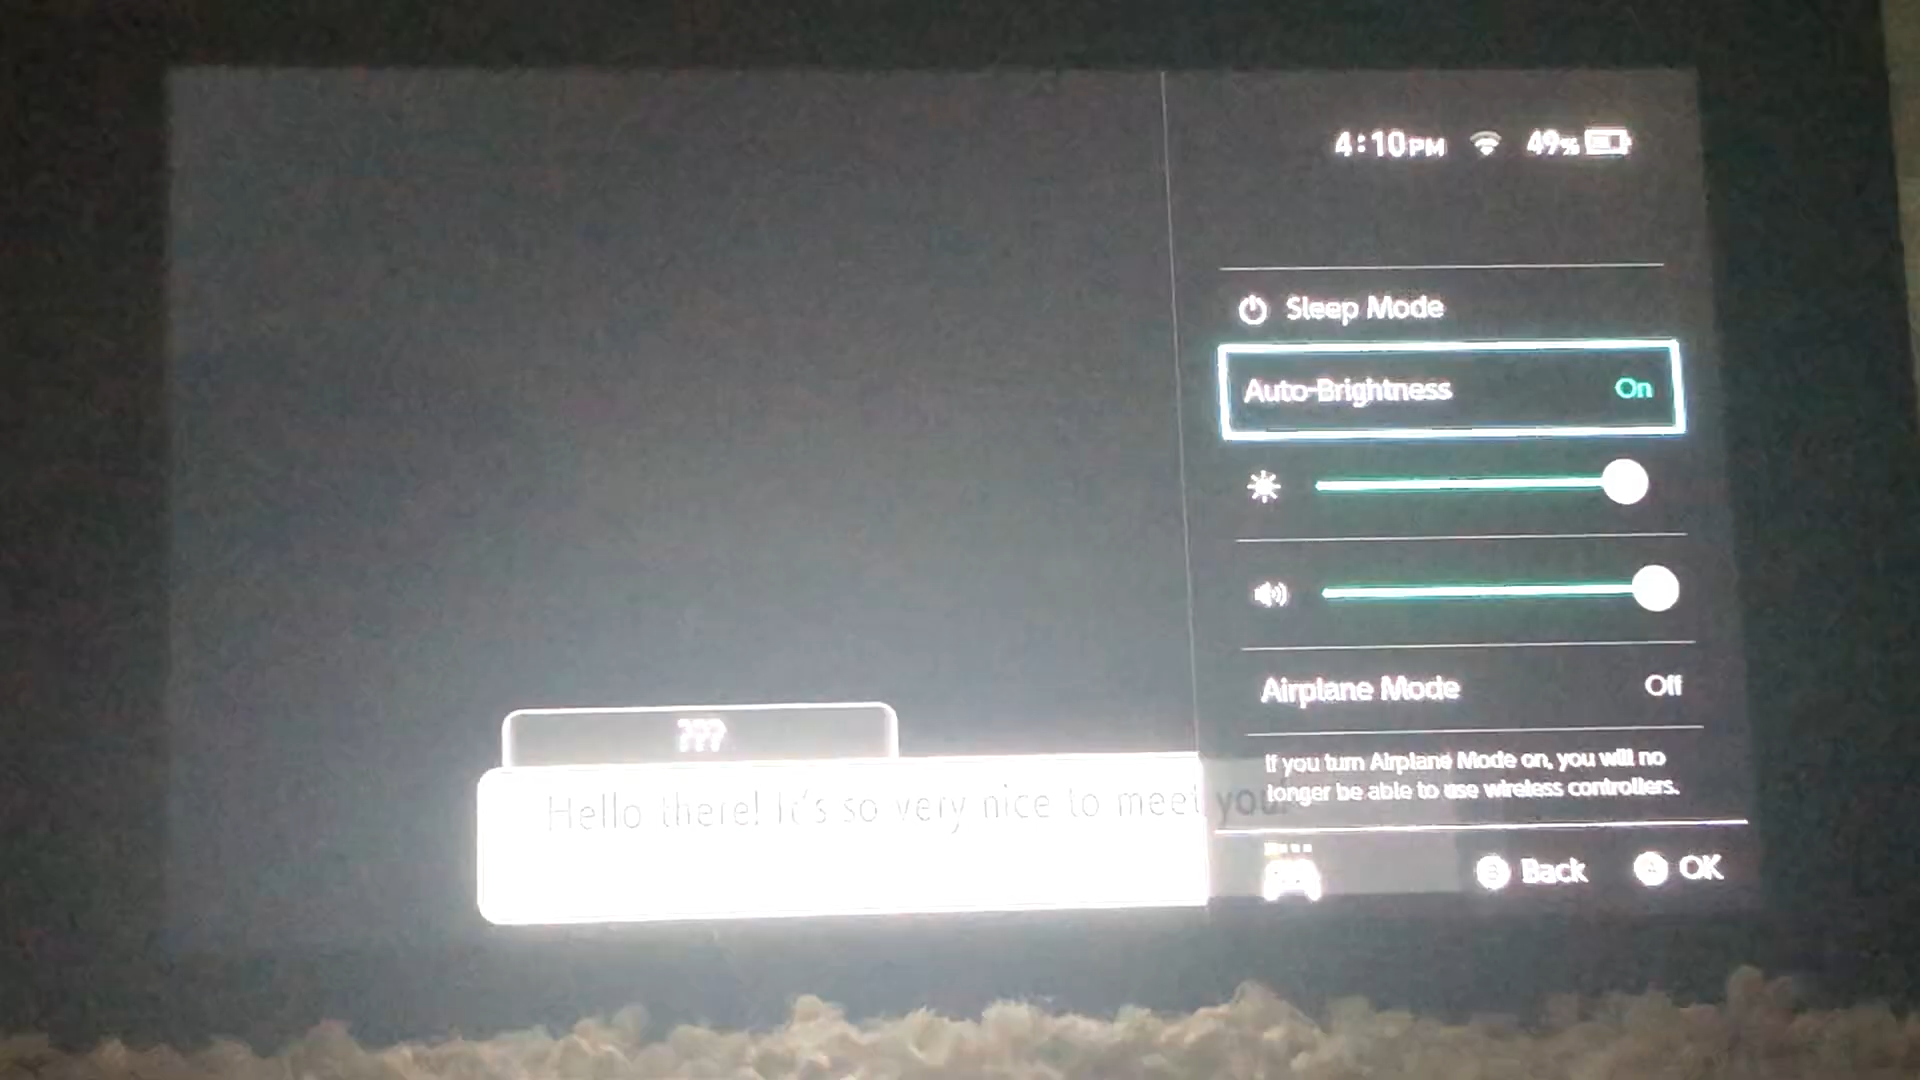 4:10PM 49%
Sleep Mode
Auto-Brightness On
Airplane Mode Off
If you turn Airplane Mode on, you will no
longer be able to use wireless controllers.
Back OK
???
Hello there! It's so very nice to meet you!